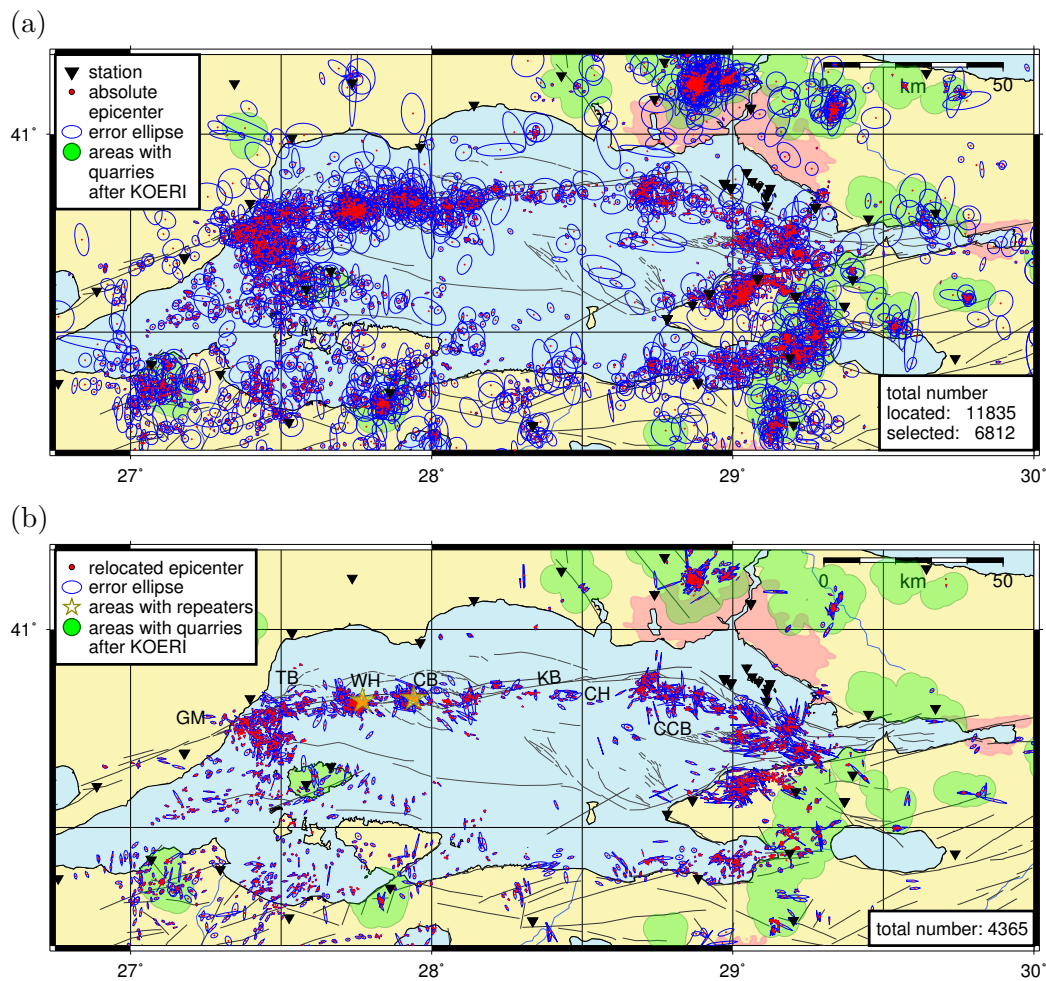 (a)
station
absolute
epicenter
error ellipse
areas with
quarries
after KOERI
0 km 50
41°
total number
located: 11835
selected: 6812
27° 28° 29° 30°
(b)
relocated epicenter
error ellipse
areas with repeaters
areas with quarries
after KOERI
0 km 50
41°
TB WH CB KB CH
GM
CCB
total number: 4365
27° 28° 29° 30°